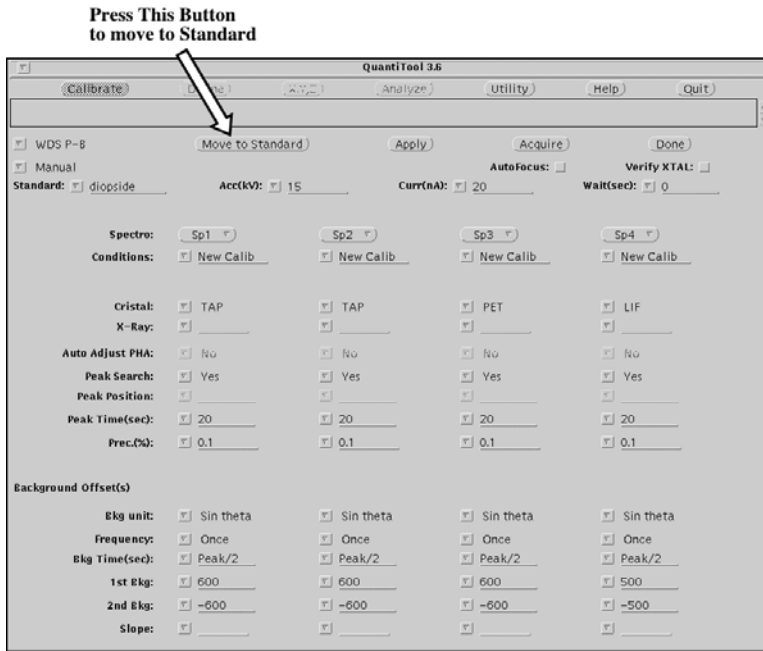 Press This Button
to move to Standard
QuantiTool 3.6
Calibrate Define X,Y,Z Analyze Utility Help Quit
WDS P-B Move to Standard Apply Acquire Done
Manual AutoFocus: Verify XTAL:
Standard: diopside Acc(kV): 15 Curr(nA): 20 Wait(sec): 0
Spectro: Sp1 Sp2 Sp3 Sp4
Conditions: New Calib New Calib New Calib New Calib
Cristal: TAP TAP PET LIF
X-Ray:
Auto Adjust PHA: No No No No
Peak Search: Yes Yes Yes Yes
Peak Position:
Peak Time(sec): 20 20 20 20
Prec.(%): 0.1 0.1 0.1 0.1
Background Offset(s)
Bkg unit: Sin theta Sin theta Sin theta Sin theta
Frequency: Once Once Once Once
Bkg Time(sec): Peak/2 Peak/2 Peak/2 Peak/2
1st Bkg: 600 600 600 500
2nd Bkg: -600 -600 -600 -500
Slope: